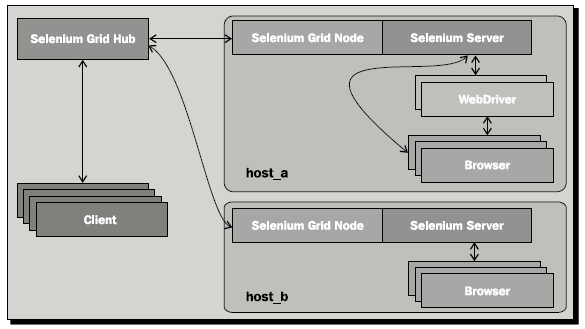 Selenium Grid Hub
Selenium Grid Node
Selenium Server
WebDriver
Browser
host_a
Client
Selenium Grid Node
Selenium Server
Browser
host_b